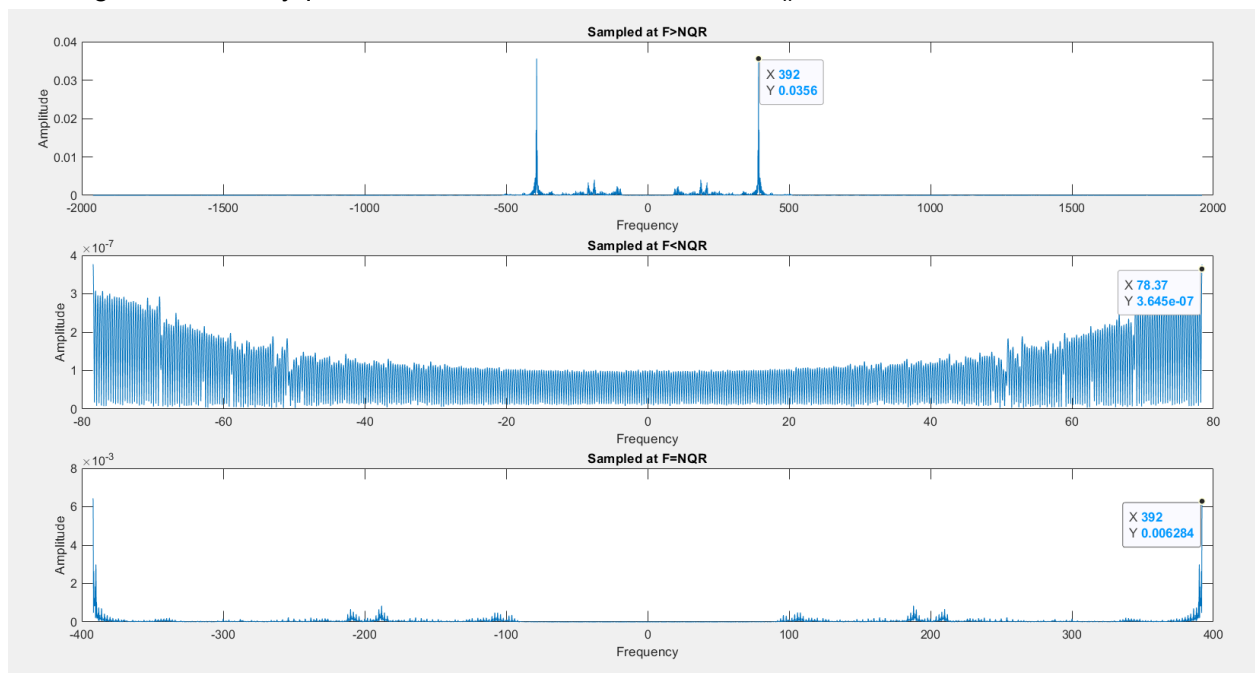 Sampled at F>NQR
0.04
0.03
0.02
0.01
0
Amplitude
X 392
Y 0.0356
-2000 -1500 -1000 -500 0 500 1000 1500 2000
Frequency
Sampled at F<NQR
×10-7
4
3
2
1
0
Amplitude
X 78.37
Y 3.645e-07
-80 -60 -40 -20 0 20 40 60 80
Frequency
Sampled at F=NQR
×10-3
8
6
4
2
0
Amplitude
X 392
Y 0.006284
-400 -300 -200 -100 0 100 200 300 400
Frequency